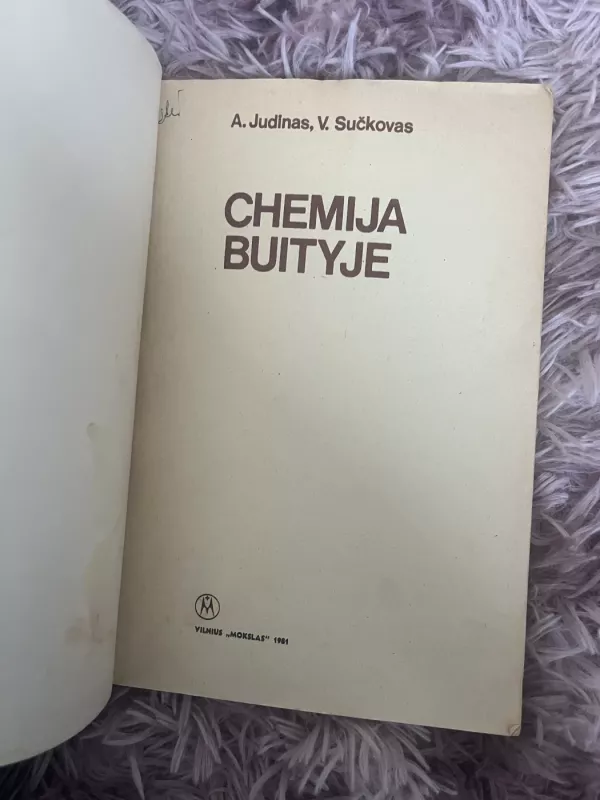 A. Judinas, V. Sučkovas
CHEMIJA
BUITYJE
VILNIUS „MOKSLAS" 1981